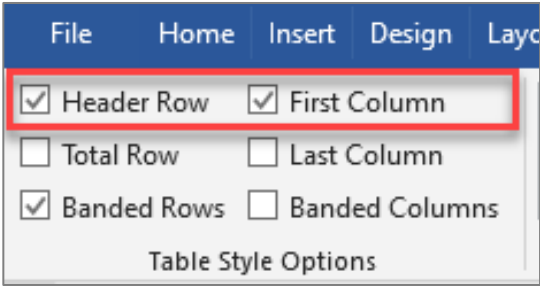 File Home Insert Design Layo
Header Row First Column
Total Row Last Column
Banded Rows Banded Columns
Table Style Options